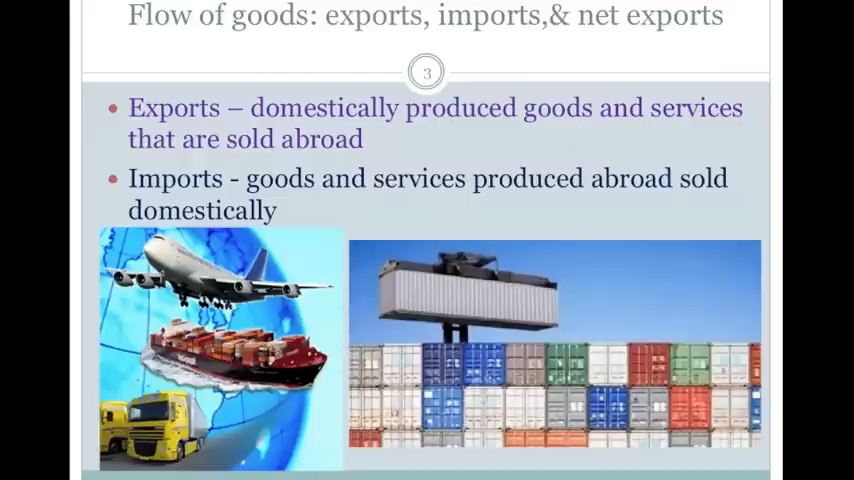 Flow of goods: exports, imports,& net exports
3
• Exports – domestically produced goods and services
that are sold abroad
• Imports - goods and services produced abroad sold
domestically